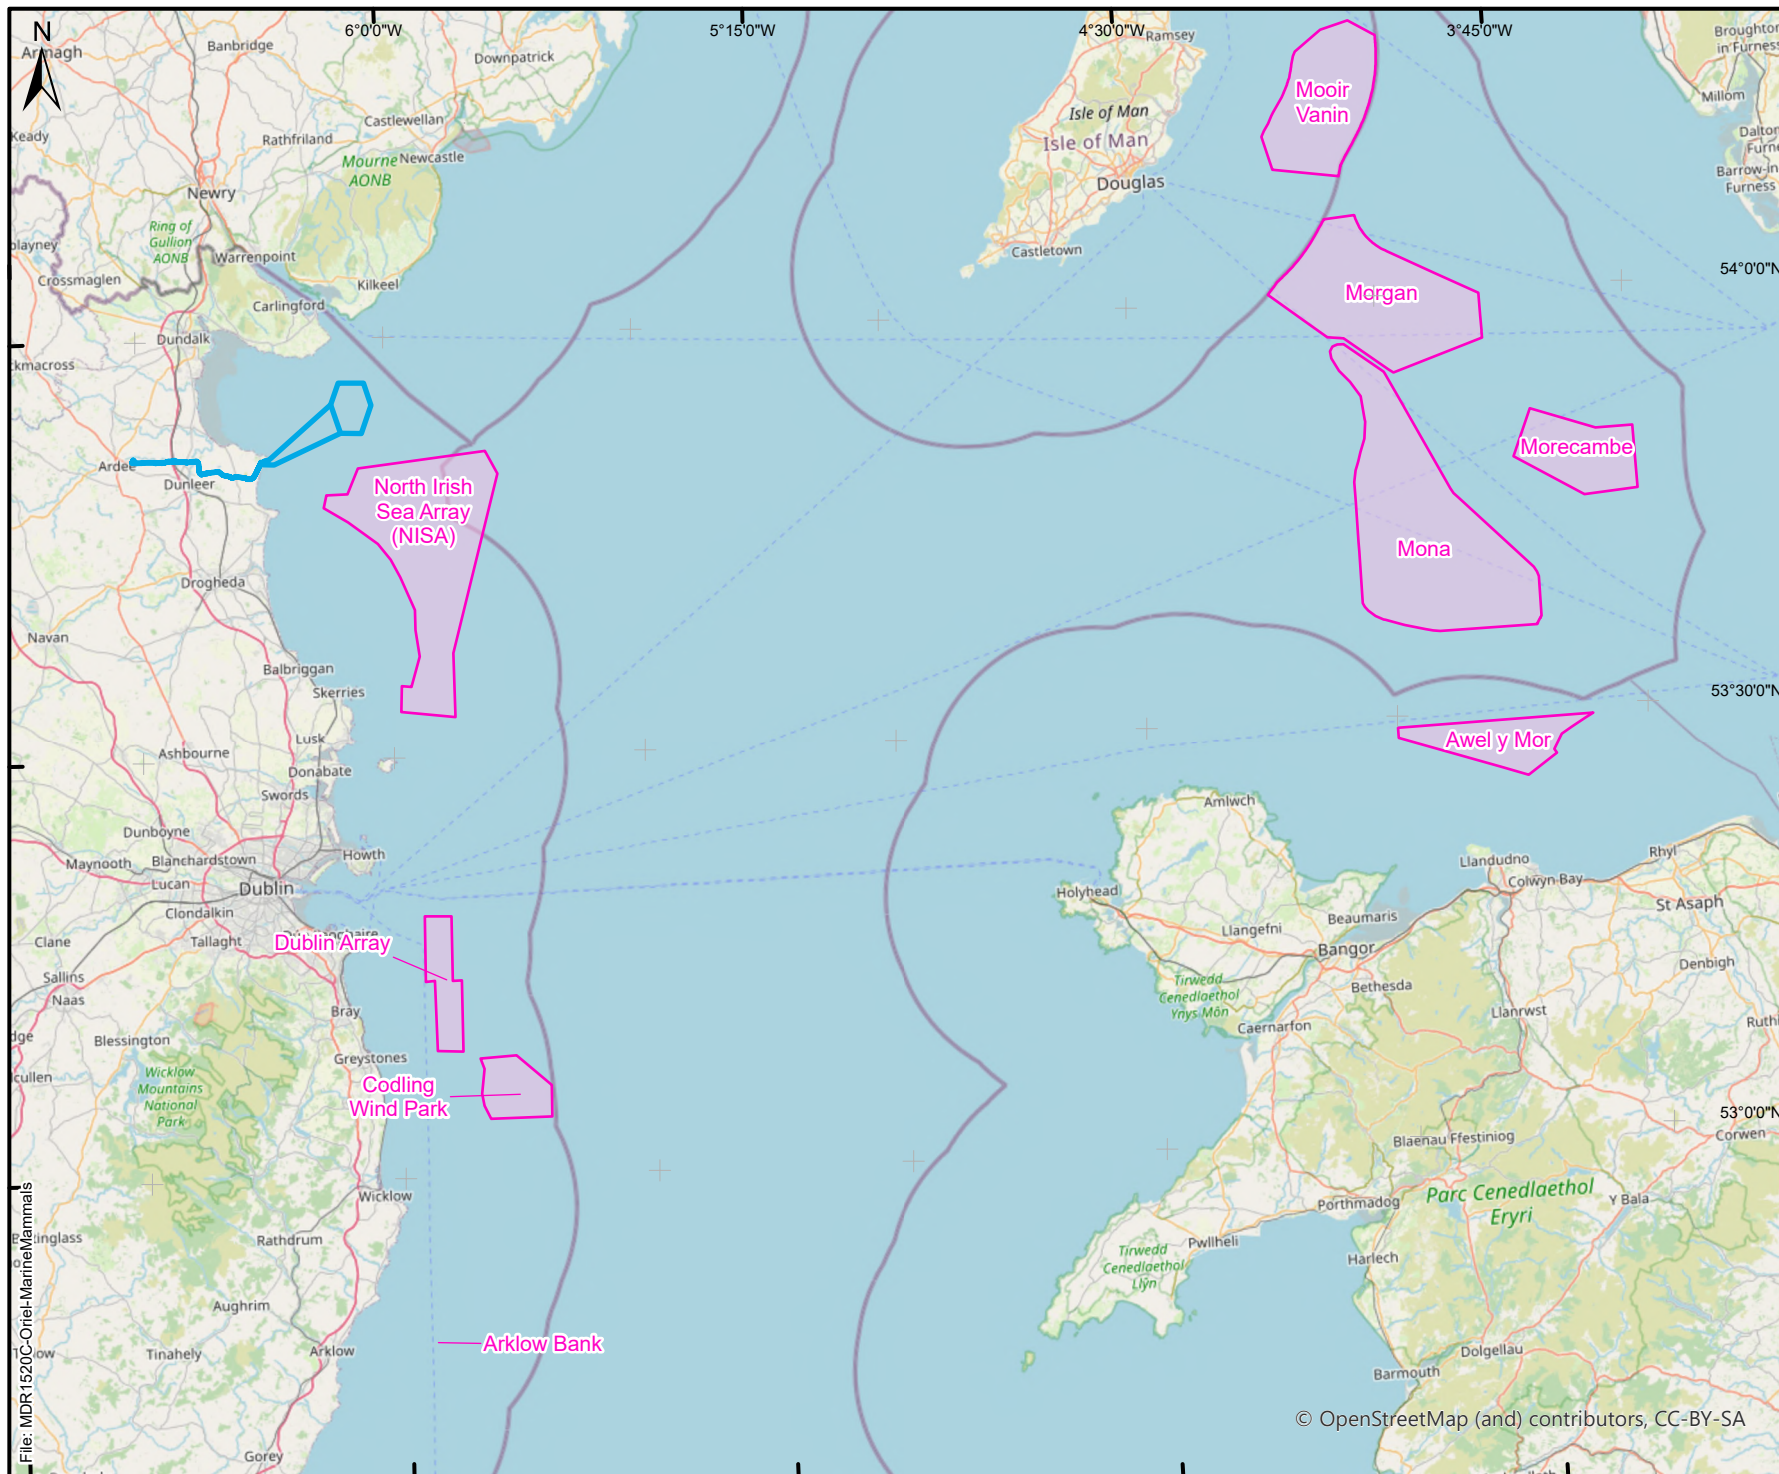 N
6°0'0"W
5°15'0"W
4°30'0"W
3°45'0"W
54°0'0"N
53°30'0"N
53°0'0"N
Armagh
Banbridge
Downpatrick
Keady
Rathfriland
Castlewellan
Mourne
AONB
Newcastle
Newry
Ring of
Gullion
AONB
Warrenpoint
Crossmaglen
Carlingford
Kilkeel
Dundalk
Ardee
Dunleer
Drogheda
Navan
Balbriggan
Skerries
Lusk
Ashbourne
Donabate
Swords
Dunboyne
Maynooth
Blanchardstown
Howth
Lucan
Dublin
Clondalkin
Clane
Tallaght
Sallins
Naas
Bray
Blessington
Greystones
Wicklow
Mountains
National
Park
Wicklow
Rathdrum
Aughrim
Tinahely
Arklow
Gorey
Ramsey
Isle of Man
Isle of Man
Douglas
Castletown
Broughton
in Furness
Millom
Dalton
Barrow-in
Furness
Mooir
Vanin
Morgan
Morecambe
Mona
Awel y Mor
North Irish
Sea Array
(NISA)
Dublin Array
Codling
Wind Park
Arklow Bank
Amlwch
Holyhead
Llangefni
Beaumaris
Bangor
Tirwedd
Cenedlaethol
Ynys Môn
Caernarfon
Bethesda
Llandudno
Colwyn Bay
Rhyl
St Asaph
Denbigh
Llanrwst
Blaenau Ffestiniog
Corwen
Porthmadog
Parc Cenedlaethol
Eryri
Y Bala
Pwllheli
Harlech
Tirwedd
Cenedlaethol
Llŷn
Dolgellau
Barmouth
© OpenStreetMap (and) contributors, CC-BY-SA
File: MDR1520C-Oriel-MarineMammals